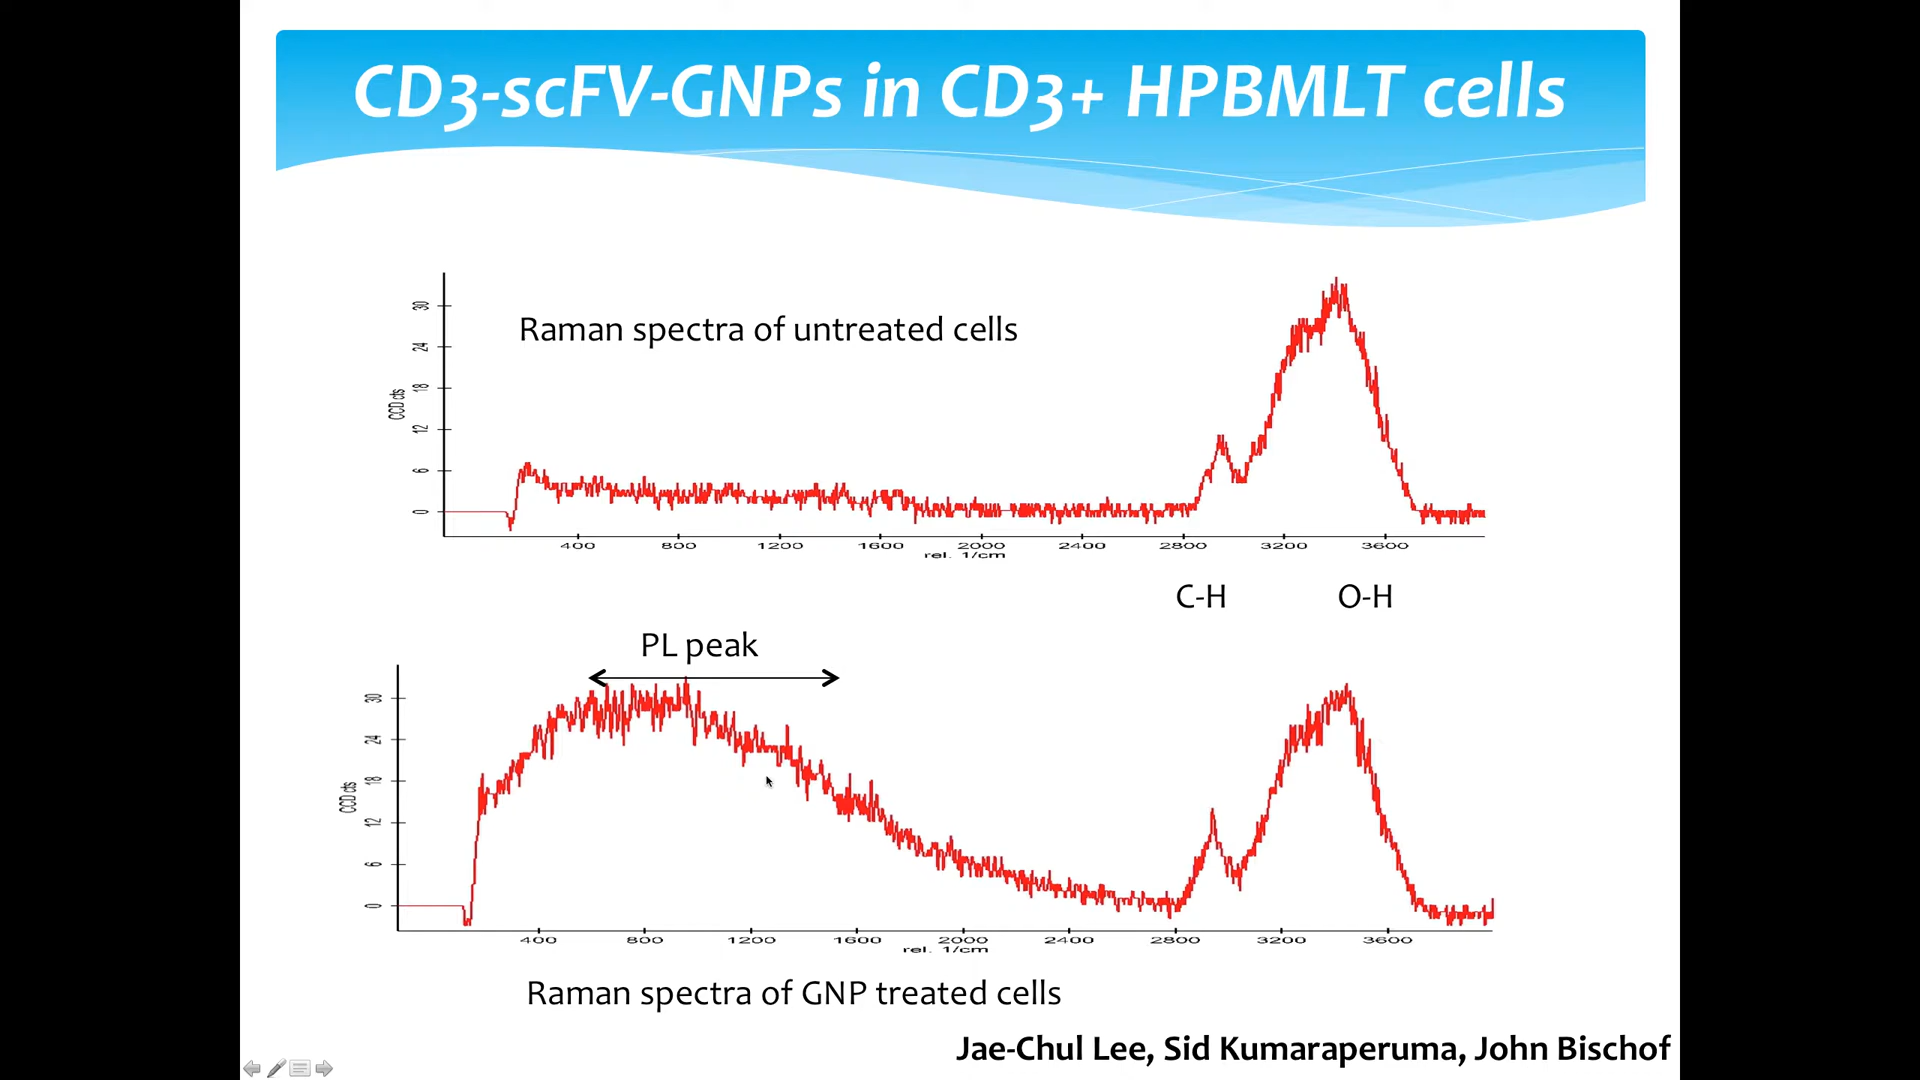 CD3-scFV-GNPs in CD3+ HPBMLT cells
Raman spectra of untreated cells
CCD cts
30
24
18
12
6
0
400 800 1200 1600 2000 2400 2800 3200 3600
rel. 1/cm
C-H O-H
PL peak
CCD cts
30
24
18
12
6
0
400 800 1200 1600 2000 2400 2800 3200 3600
rel. 1/cm
Raman spectra of GNP treated cells
Jae-Chul Lee, Sid Kumaraperuma, John Bischof